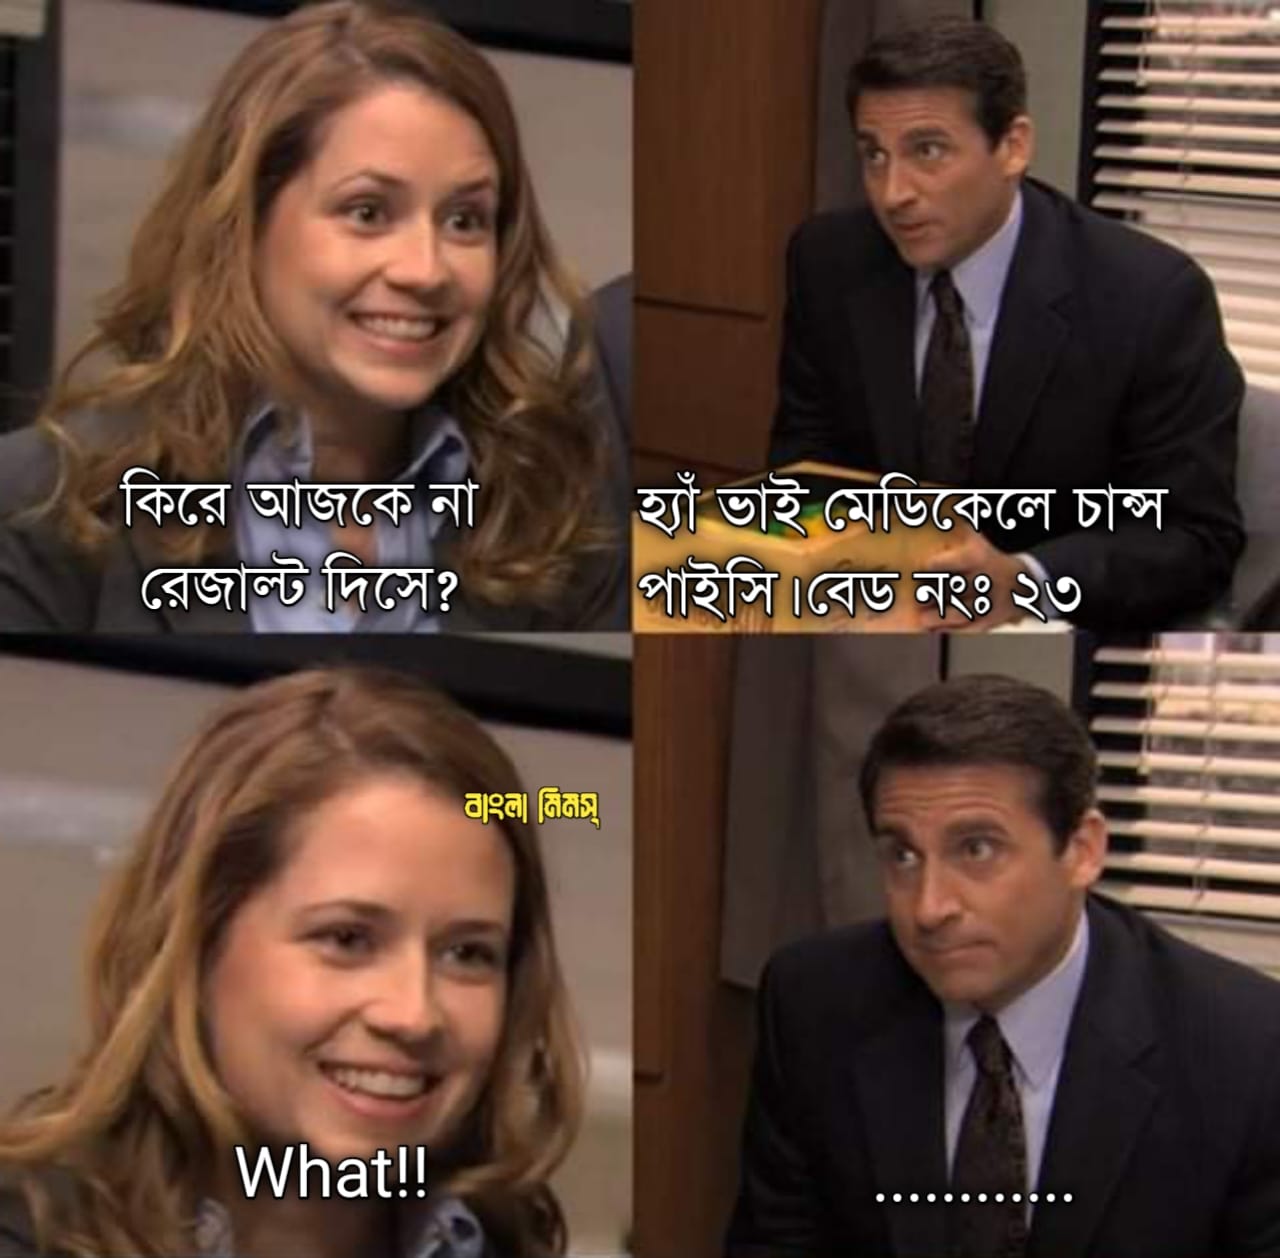 কিরে আজকে না
রেজাল্ট দিসে?
হ্যাঁ ভাই মেডিকেলে চান্স
পাইসি।বেড নংঃ ২৩
বাংলা মিমস্
What!!
............